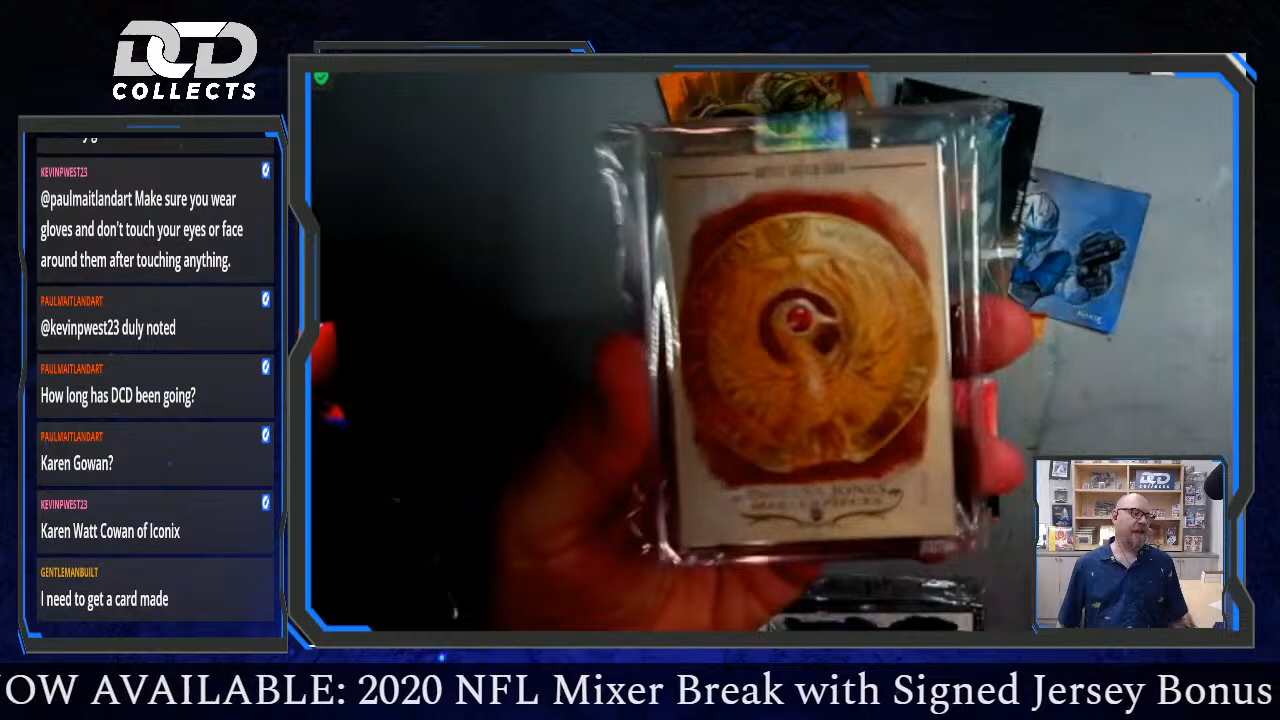 DCD
COLLECTS
KEVINPWEST23
@paulmaitlandart Make sure you wear
gloves and don't touch your eyes or face
around them after touching anything.
PAULMAITLANDART
@kevinpwest23 duly noted
PAULMAITLANDART
How long has DCD been going?
PAULMAITLANDART
Karen Gowan?
KEVINPWEST23
Karen Watt Cowan of Iconix
GENTLEMANBUILT
I need to get a card made
DCD
COLLECTS
OW AVAILABLE: 2020 NFL Mixer Break with Signed Jersey Bonus